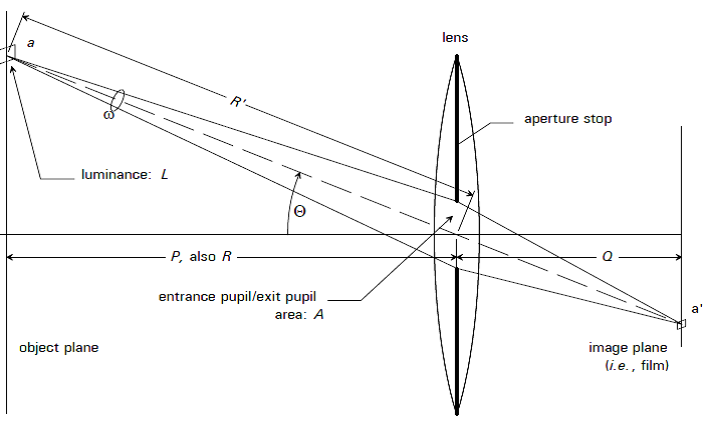 lens
a
R'
ω
aperture stop
luminance: L
Θ
P, also R
Q
entrance pupil/exit pupil
area: A
a'
object plane
image plane
(i.e., film)